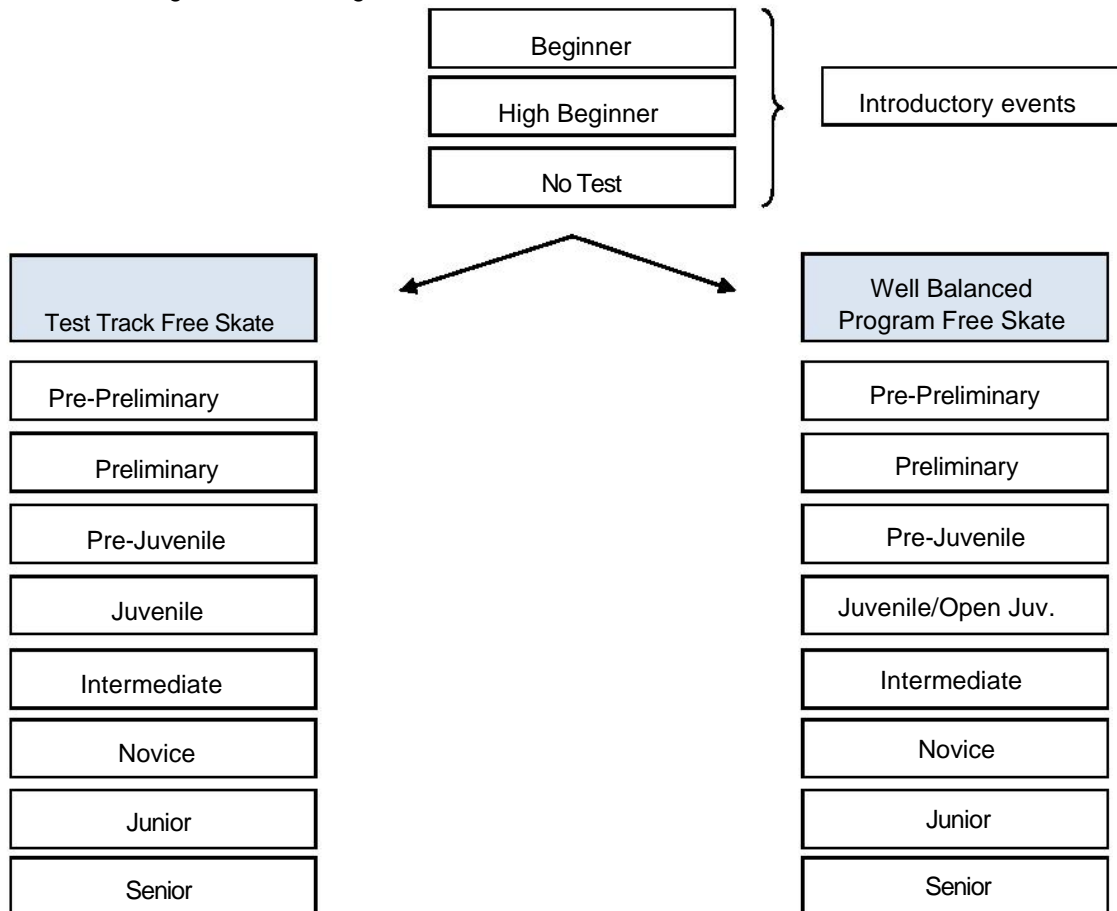 Beginner
High Beginner
No Test
Introductory events
Test Track Free Skate
Pre-Preliminary
Preliminary
Pre-Juvenile
Juvenile
Intermediate
Novice
Junior
Senior
Well Balanced
Program Free Skate
Pre-Preliminary
Preliminary
Pre-Juvenile
Juvenile/Open Juv.
Intermediate
Novice
Junior
Senior